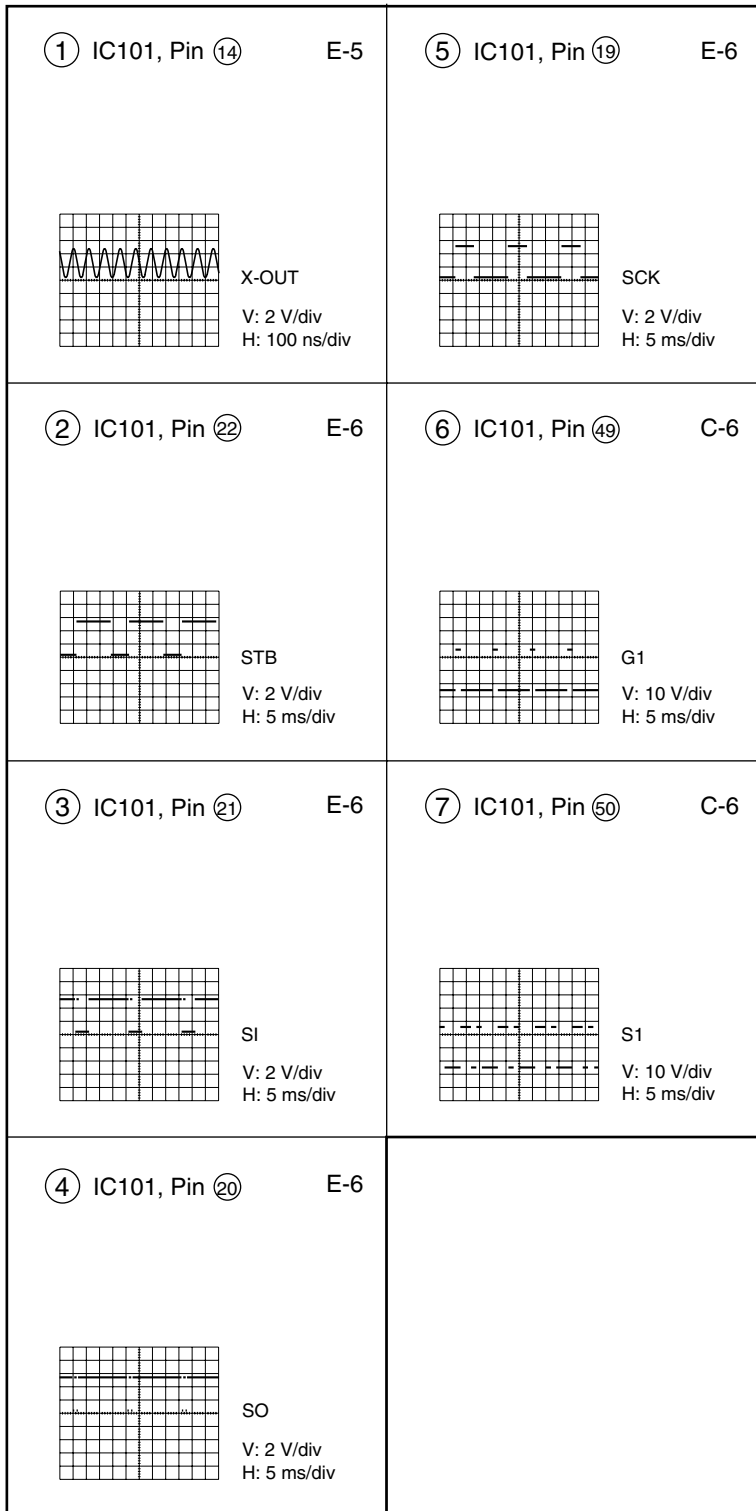 ① IC101, Pin ⑭ E-5
X-OUT
V: 2 V/div
H: 100 ns/div
② IC101, Pin ㉒ E-6
STB
V: 2 V/div
H: 5 ms/div
③ IC101, Pin ㉑ E-6
SI
V: 2 V/div
H: 5 ms/div
④ IC101, Pin ⑳ E-6
SO
V: 2 V/div
H: 5 ms/div
⑤ IC101, Pin ⑲ E-6
SCK
V: 2 V/div
H: 5 ms/div
⑥ IC101, Pin ㊾ C-6
G1
V: 10 V/div
H: 5 ms/div
⑦ IC101, Pin ㊿ C-6
S1
V: 10 V/div
H: 5 ms/div